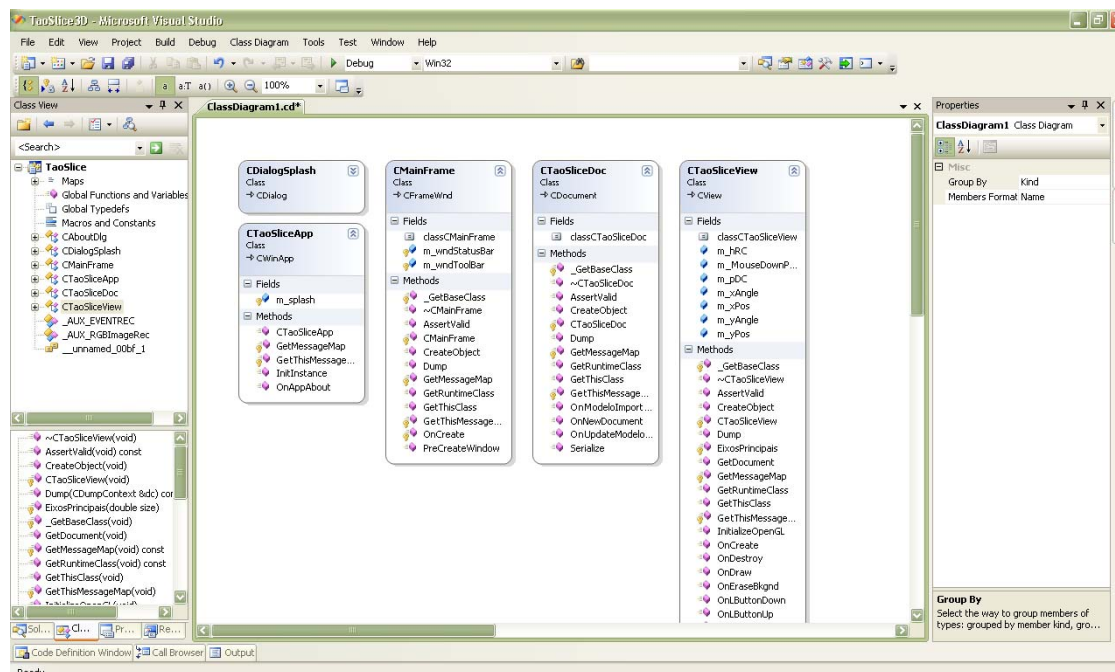 TaoSlice3D - Microsoft Visual Studio
File Edit View Project Build Debug Class Diagram Tools Test Window Help
Debug Win32
a a:T a() 100%
Class View
<Search>
TaoSlice
Maps
Global Functions and Variables
Global Typedefs
Macros and Constants
CAboutDlg
CDialogSplash
CMainFrame
CTaoSliceApp
CTaoSliceDoc
CTaoSliceView
_AUX_EVENTREC
_AUX_RGBImageRec
__unnamed_00bf_1
~CTaoSliceView(void)
AssertValid(void) const
CreateObject(void)
CTaoSliceView(void)
Dump(CDumpContext &dc) cor
EixosPrincipais(double size)
_GetBaseClass(void)
GetDocument(void)
GetMessageMap(void) const
GetRuntimeClass(void) const
GetThisClass(void)
GetThisMessageMap(void)
Sol... Cl... Pr... Re...
ClassDiagram1.cd*
CDialogSplash
Class
CDialog
CTaoSliceApp
Class
CWinApp
Fields
m_splash
Methods
CTaoSliceApp
GetMessageMap
GetThisMessage...
InitInstance
OnAppAbout
CMainFrame
Class
CFrameWnd
Fields
classCMainFrame
m_wndStatusBar
m_wndToolBar
Methods
_GetBaseClass
~CMainFrame
AssertValid
CMainFrame
CreateObject
Dump
GetMessageMap
GetRuntimeClass
GetThisClass
GetThisMessage...
OnCreate
PreCreateWindow
CTaoSliceDoc
Class
CDocument
Fields
classCTaoSliceDoc
Methods
_GetBaseClass
~CTaoSliceDoc
AssertValid
CreateObject
CTaoSliceDoc
Dump
GetMessageMap
GetRuntimeClass
GetThisClass
GetThisMessage...
OnModeloImport...
OnNewDocument
OnUpdateModelo...
Serialize
CTaoSliceView
Class
CView
Fields
classCTaoSliceView
m_hRC
m_MouseDownP...
m_pDC
m_xAngle
m_xPos
m_yAngle
m_yPos
Methods
_GetBaseClass
~CTaoSliceView
AssertValid
CreateObject
CTaoSliceView
Dump
EixosPrincipais
GetDocument
GetMessageMap
GetRuntimeClass
GetThisClass
GetThisMessage...
InitializeOpenGL
OnCreate
OnDestroy
OnDraw
OnEraseBkgnd
OnLButtonDown
OnLButtonUp
Properties
ClassDiagram1 Class Diagram
Misc
Group By Kind
Members Format Name
Group By
Select the way to group members of
types: grouped by member kind, gro...
Code Definition Window Call Browser Output
Ready